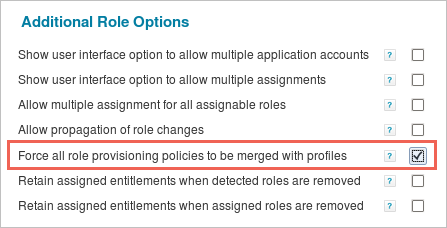 Additional Role Options
Show user interface option to allow multiple application accounts ?
Show user interface option to allow multiple assignments ?
Allow multiple assignment for all assignable roles ?
Allow propagation of role changes ?
Force all role provisioning policies to be merged with profiles ?
Retain assigned entitlements when detected roles are removed ?
Retain assigned entitlements when assigned roles are removed ?